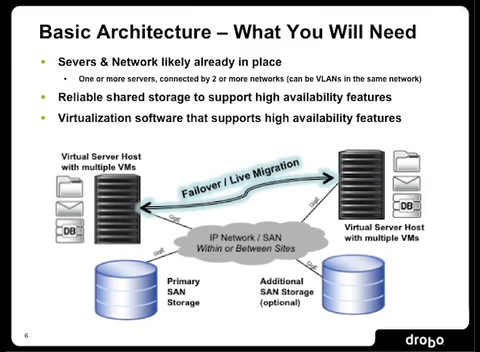 Basic Architecture – What You Will Need
Severs & Network likely already in place
One or more servers, connected by 2 or more networks (can be VLANs in the same network)
Reliable shared storage to support high availability features
Virtualization software that supports high availability features
Virtual Server Host
with multiple VMs
Failover / Live Migration
DB
DB
Virtual Server Host
with multiple VMs
GigE
GigE
IP Network / SAN
Within or Between Sites
GigE
GigE
Primary
SAN
Storage
Additional
SAN Storage
(optional)
6
drobo